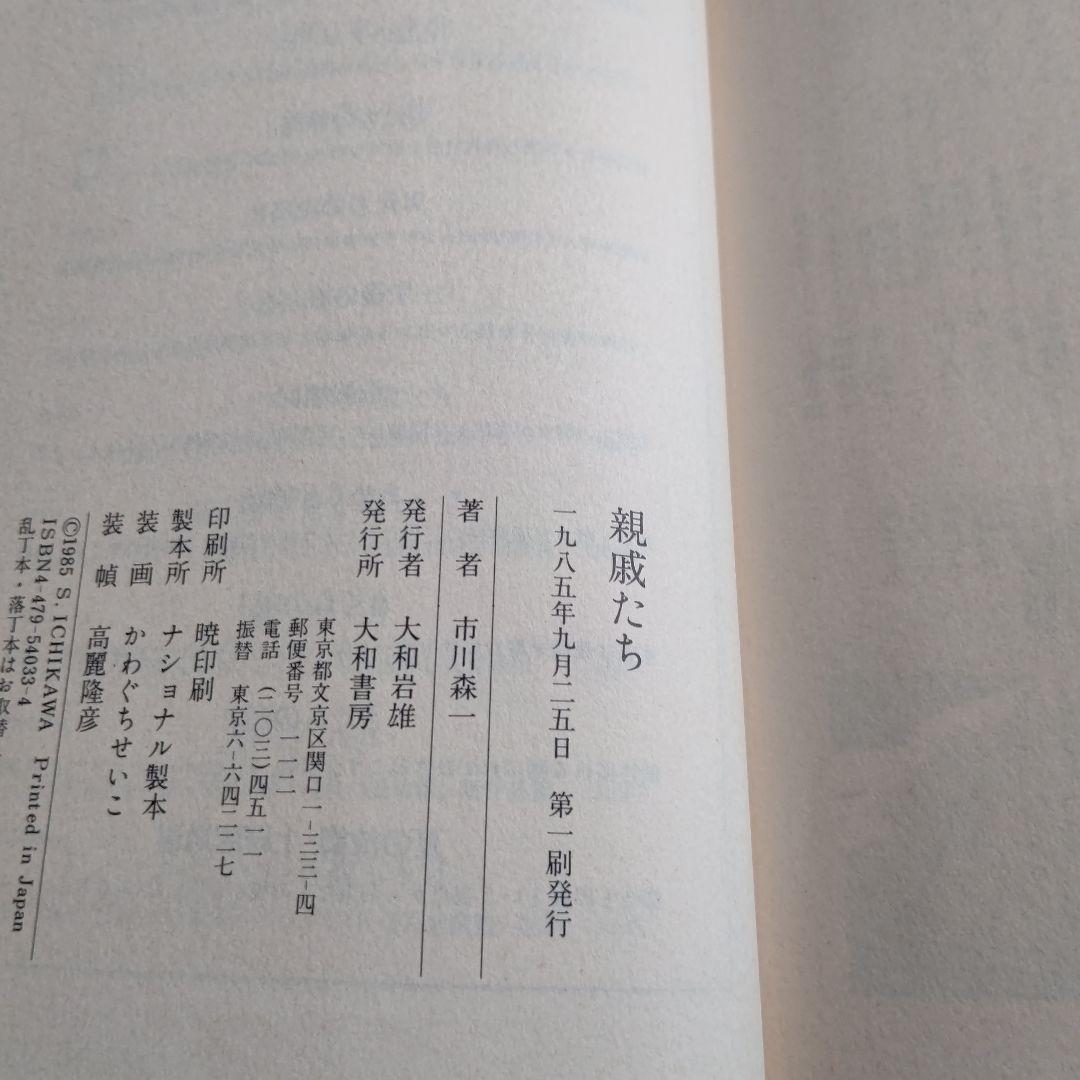 親戚たち
一九八五年九月二五日　第一刷発行
著　者　市川森一
発行者　大和岩雄
発行所　大和書房
東京都文京区関口一－三三－四
郵便番号　一一二
電話　（二〇三）四五一一
振替　東京六－六四二二七
印刷所　暁印刷
製本所　ナショナル製本
装　画　かわぐちせいこ
装　幀　高麗隆彦
©1985 S. ICHIKAWA Printed in Japan
ISBN4-479-54033-4
乱丁本・落丁本はお取替